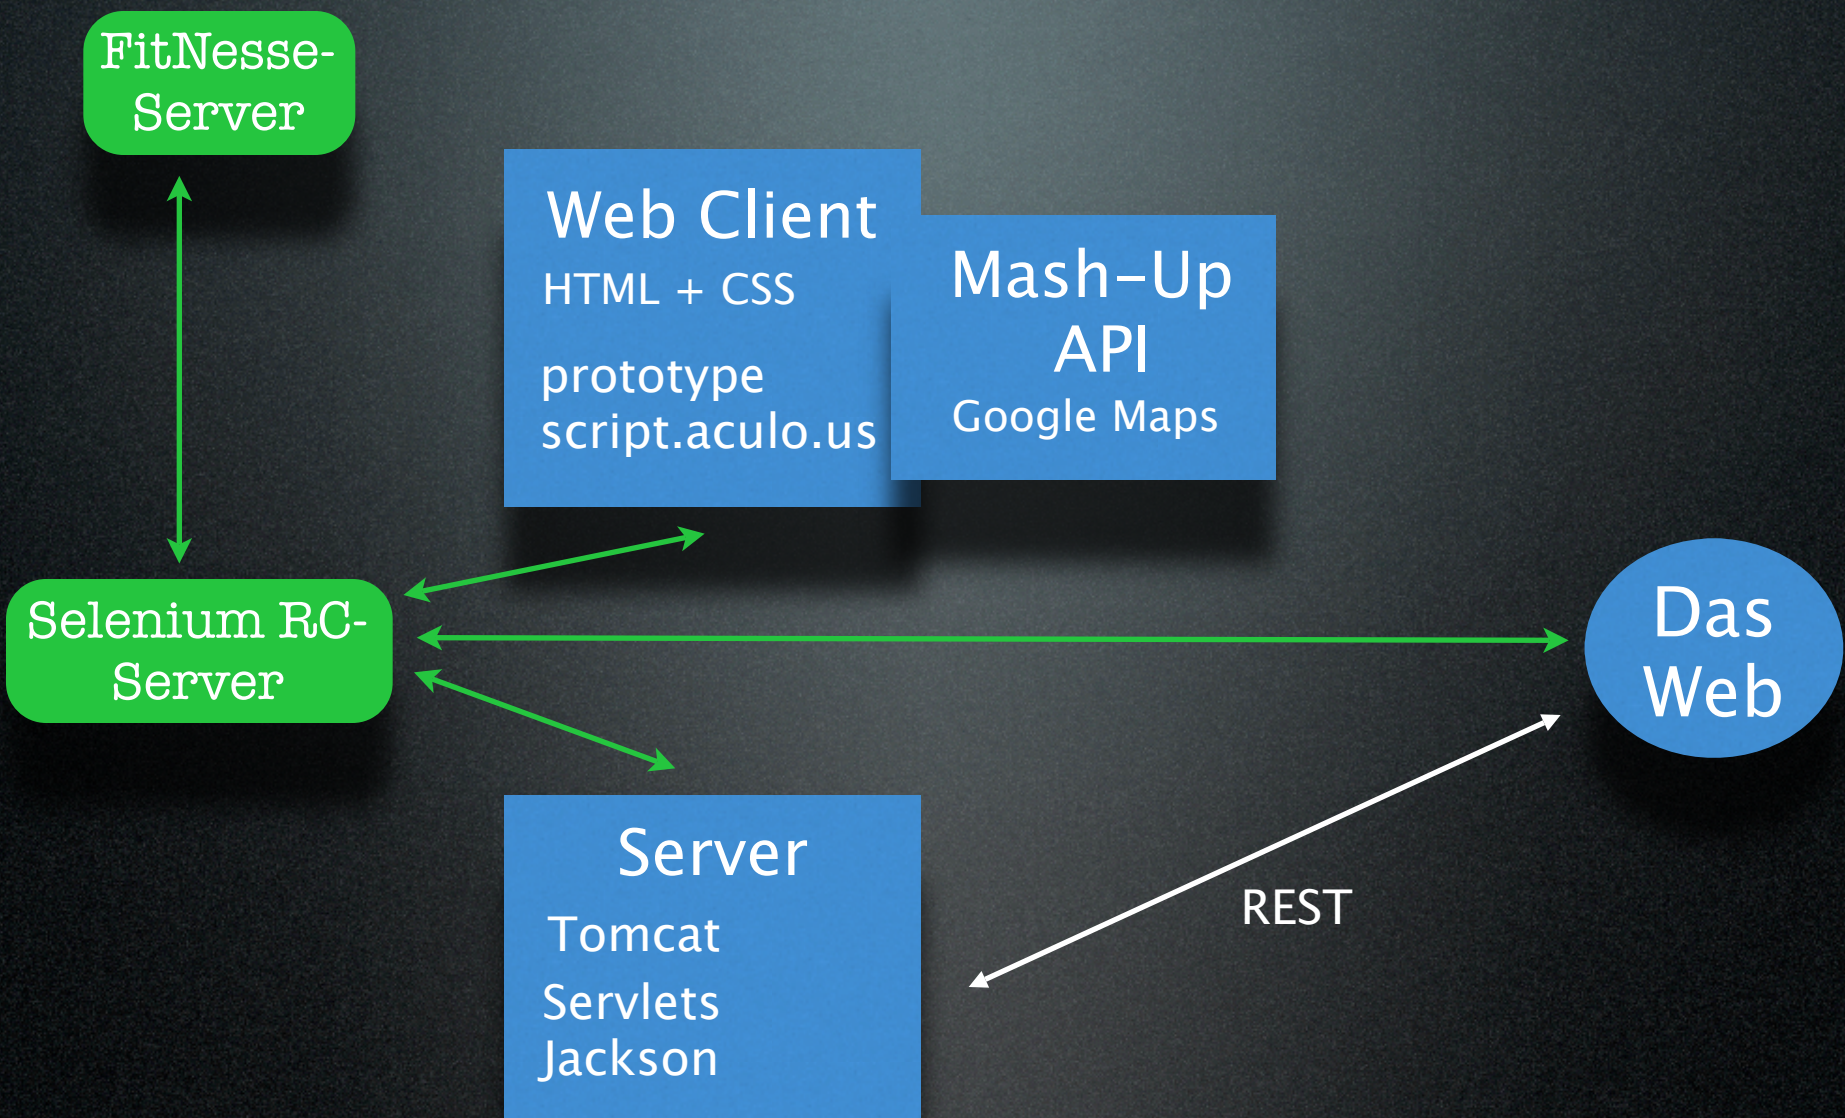 FitNesse-
Server
Web Client
HTML + CSS
prototype
script.aculo.us
Mash-Up
API
Google Maps
Selenium RC-
Server
Das
Web
Server
Tomcat
Servlets
Jackson
REST